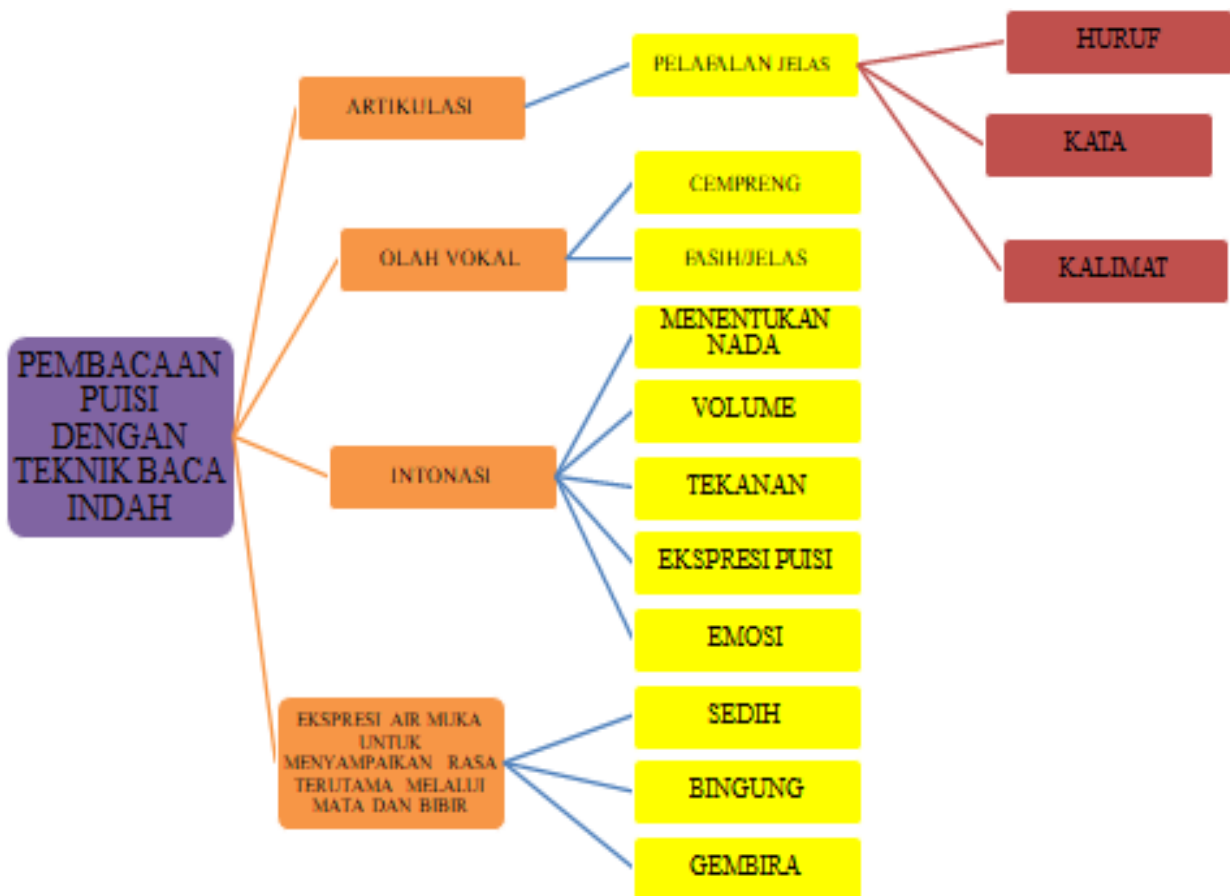 PEMBACAAN
PUISI
DENGAN
TEKNIK BACA
INDAH
ARTIKULASI
PELAFALAN JELAS
HURUF
KATA
KALIMAT
OLAH VOKAL
CEMPRENG
FASIH/JELAS
INTONASI
MENENTUKAN
NADA
VOLUME
TEKANAN
EKSPRESI PUISI
EMOSI
EKSPRESI AIR MUKA
UNTUK
MENYAMPAIKAN RASA
TERUTAMA MELALUI
MATA DAN BIBIR
SEDIH
BINGUNG
GEMBIRA